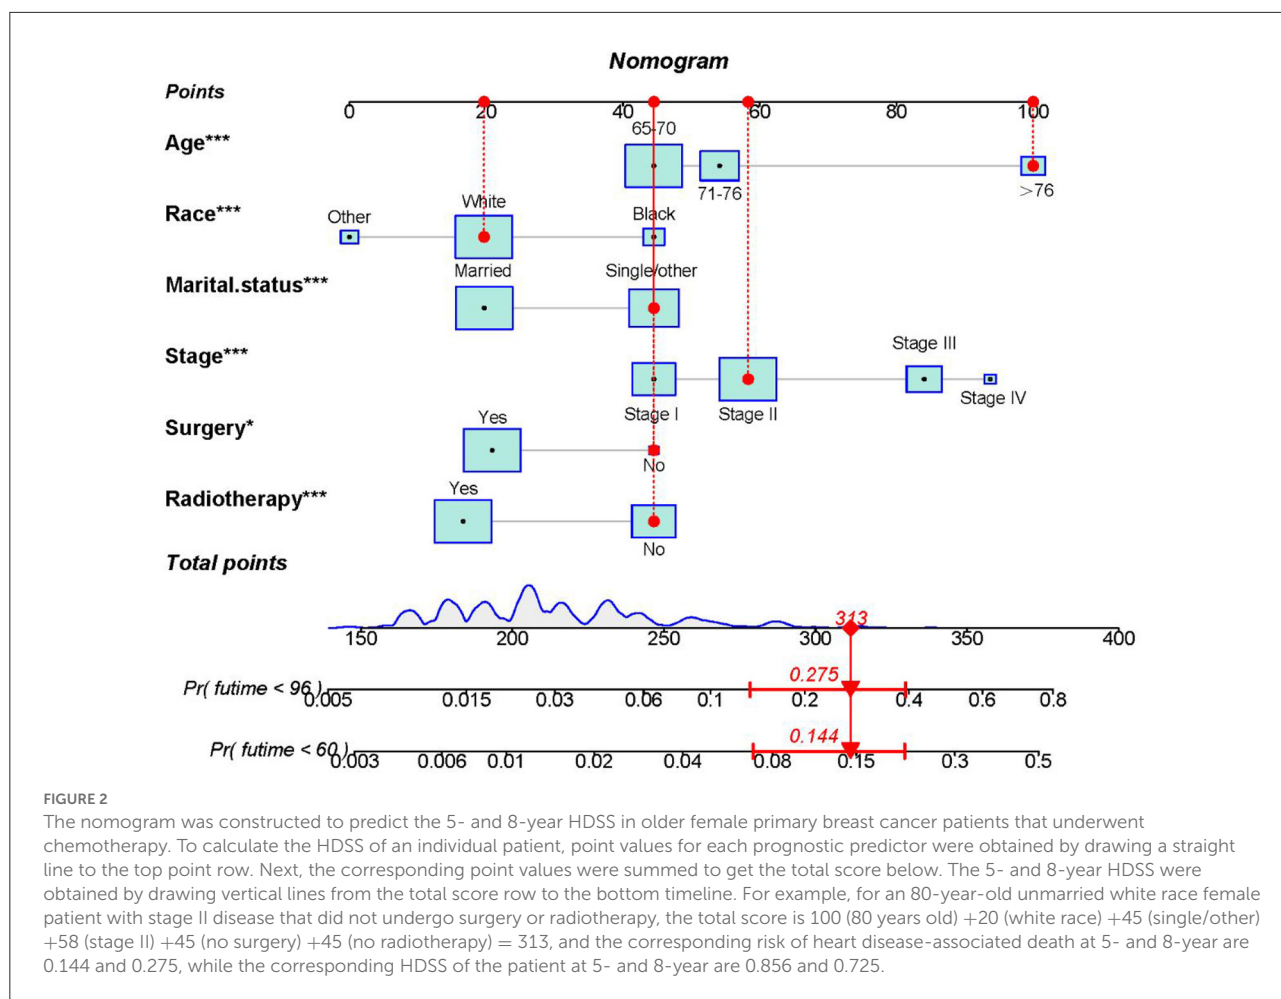 Nomogram
Points
0 20 40 60 80 100
65-70
Age***
71-76 >76
White
Race***
Other Black
Married Single/other
Marital.status***
Stage III
Stage***
Stage IV
Stage I Stage II
Yes
Surgery*
No
Yes
Radiotherapy***
No
Total points
313
150 200 250 300 350 400
0.275
Pr( futime < 96 )
0.005 0.015 0.03 0.06 0.1 0.2 0.4 0.6 0.8
0.144
Pr( futime < 60 )
0.003 0.006 0.01 0.02 0.04 0.08 0.15 0.3 0.5
FIGURE 2
The nomogram was constructed to predict the 5- and 8-year HDSS in older female primary breast cancer patients that underwent
chemotherapy. To calculate the HDSS of an individual patient, point values for each prognostic predictor were obtained by drawing a straight
line to the top point row. Next, the corresponding point values were summed to get the total score below. The 5- and 8-year HDSS were
obtained by drawing vertical lines from the total score row to the bottom timeline. For example, for an 80-year-old unmarried white race female
patient with stage II disease that did not undergo surgery or radiotherapy, the total score is 100 (80 years old) +20 (white race) +45 (single/other)
+58 (stage II) +45 (no surgery) +45 (no radiotherapy) = 313, and the corresponding risk of heart disease-associated death at 5- and 8-year are
0.144 and 0.275, while the corresponding HDSS of the patient at 5- and 8-year are 0.856 and 0.725.